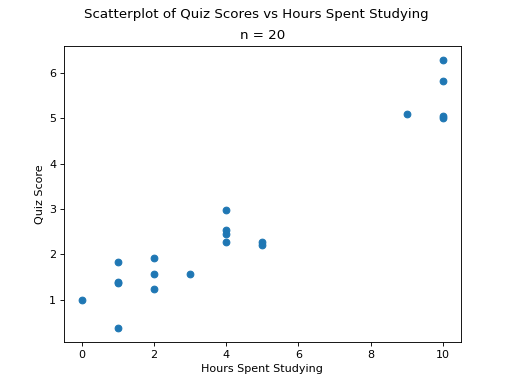 Scatterplot of Quiz Scores vs Hours Spent Studying
n = 20
6
5
4
3
2
1
Quiz Score
0 2 4 6 8 10
Hours Spent Studying